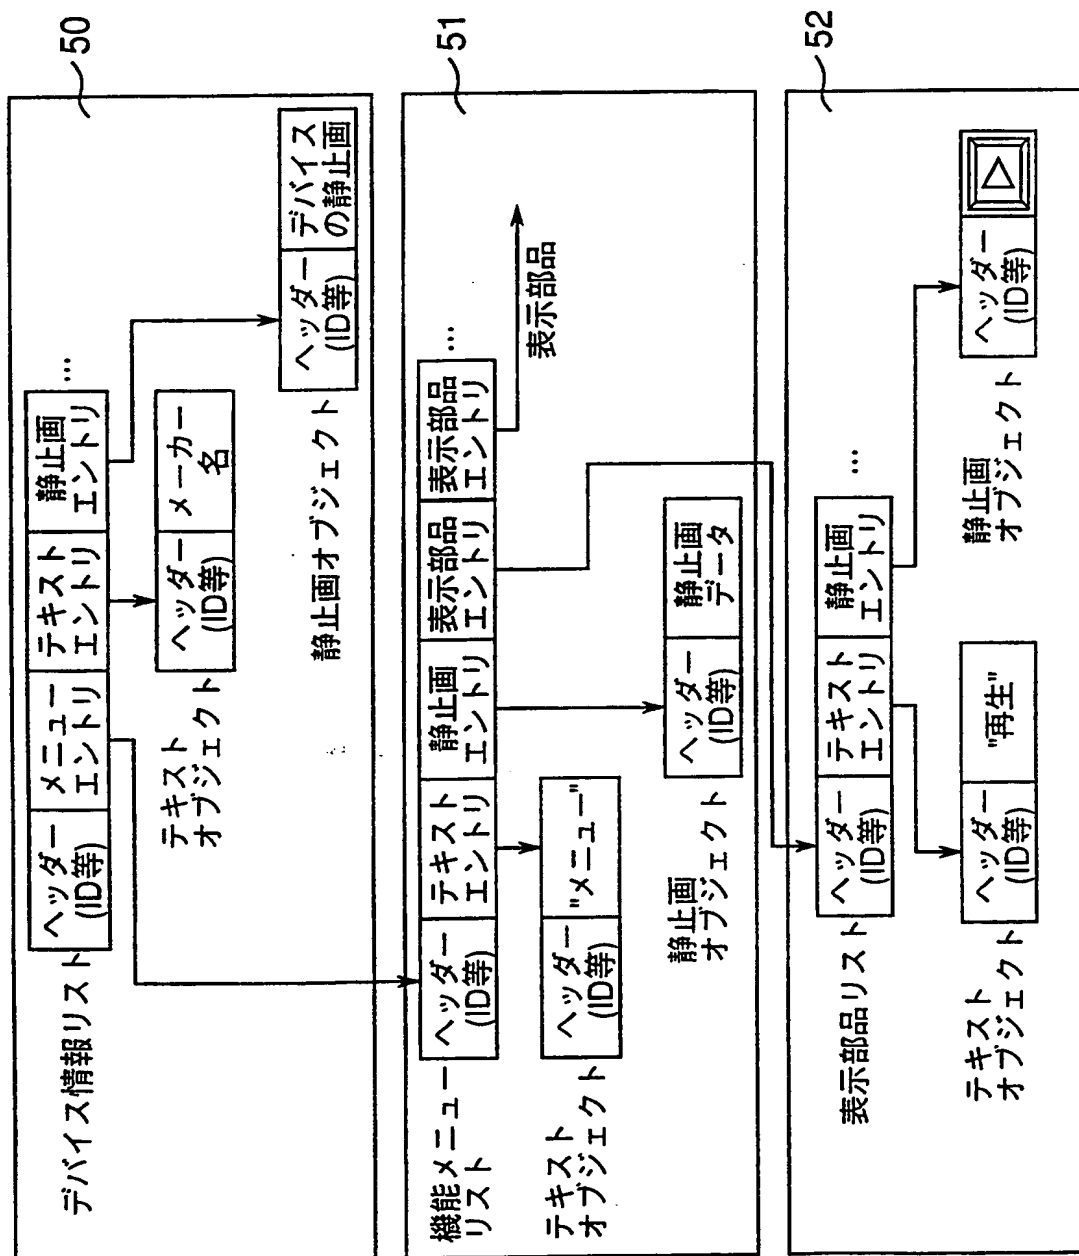 50
デバイス情報リスト
ヘッダー
(ID等)
メニュー
エントリ
テキスト
エントリ
静止画
エントリ
...
テキスト
オブジェクト
ヘッダー
(ID等)
メーカー
名
静止画オブジェクト
ヘッダー
(ID等)
デバイス
の静止画
51
機能メニュー
リスト
ヘッダー
(ID等)
テキスト
エントリ
静止画
エントリ
表示部品
エントリ
表示部品
エントリ
...
表示部品
テキスト
オブジェクト
ヘッダー
(ID等)
"メニュー"
静止画
オブジェクト
ヘッダー
(ID等)
静止画
データ
52
表示部品リスト
ヘッダー
(ID等)
テキスト
エントリ
静止画
エントリ
...
テキスト
オブジェクト
ヘッダー
(ID等)
"再生"
静止画
オブジェクト
ヘッダー
(ID等)